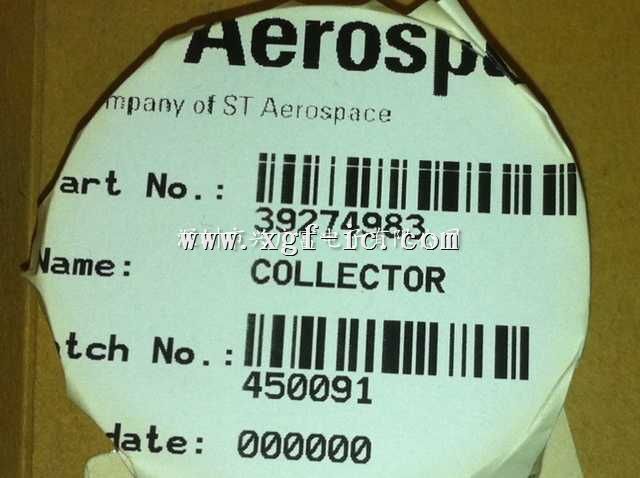 Aerospa
mpany of ST Aerospace
art No.:
39274983
www.xgf-ic.com
Name: COLLECTOR
tch No.:
450091
date: 000000